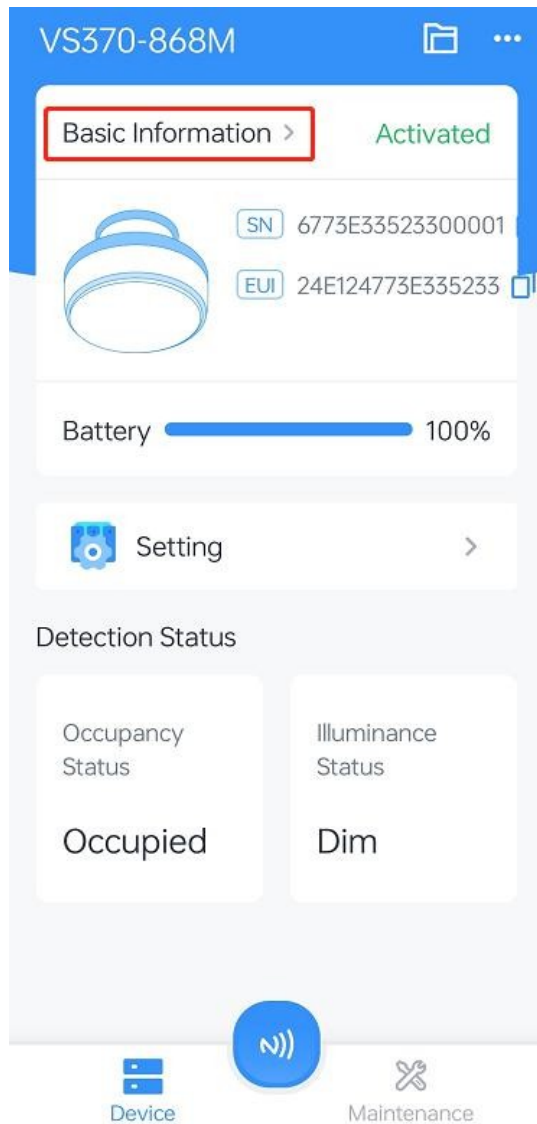 VS370-868M
Basic Information >
Activated
SN 6773E33523300001
EUI 24E124773E335233
Battery 100%
Setting >
Detection Status
Occupancy
Status
Illuminance
Status
Occupied
Dim
Device
Maintenance